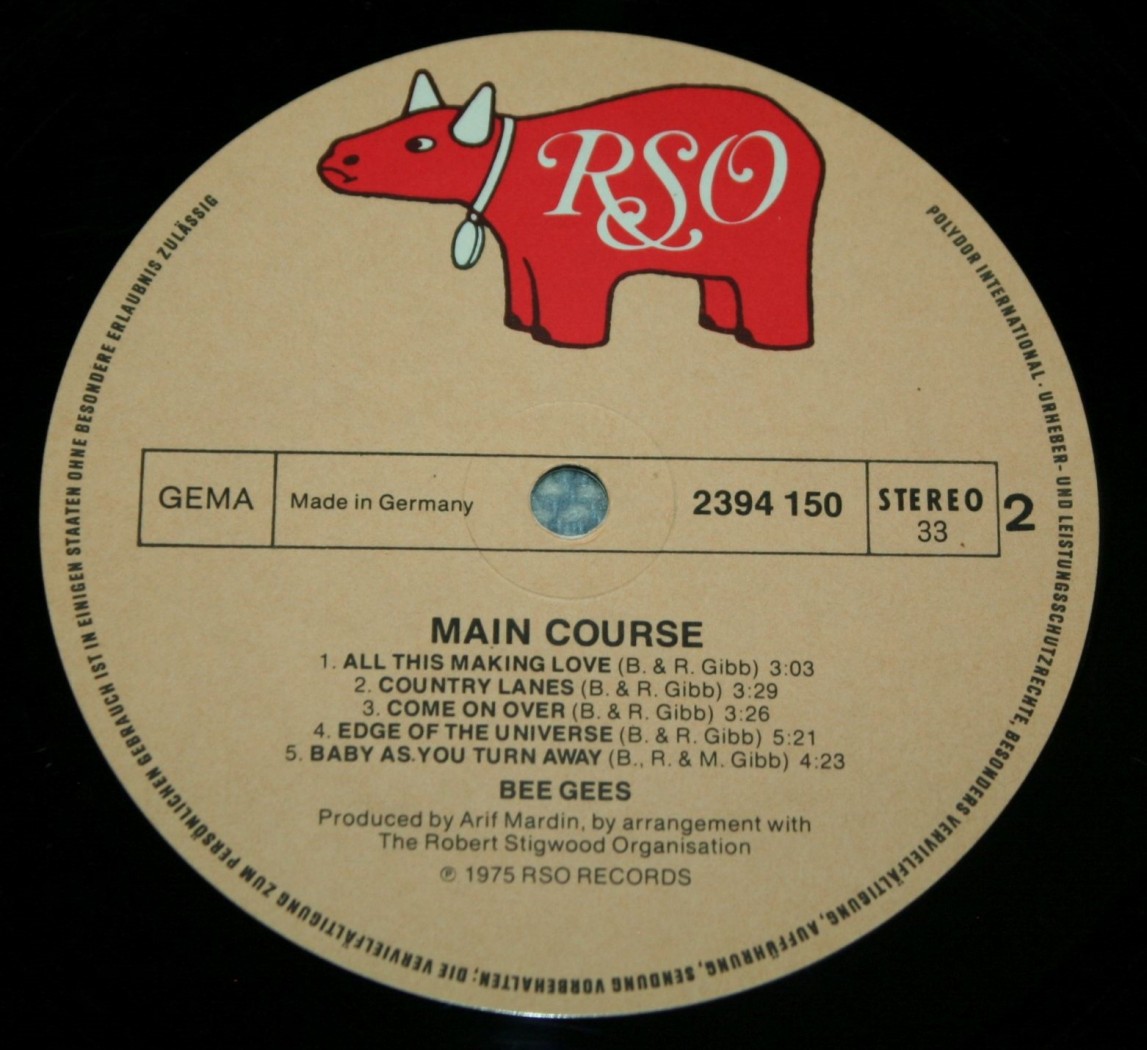 RSO
POLYDOR INTERNATIONAL · URHEBER- UND LEISTUNGSSCHUTZRECHTE, BESONDERS VERVIELFÄLTIGUNG, AUFFÜHRUNG, SENDUNG VORBEHALTEN; DIE VERVIELFÄLTIGUNG ZUM PERSÖNLICHEN GEBRAUCH IST IN EINIGEN STAATEN OHNE BESONDERE ERLAUBNIS ZULÄSSIG
GEMA
Made in Germany
2394 150
STEREO
33
2
MAIN COURSE
1. ALL THIS MAKING LOVE (B. & R. Gibb) 3:03
2. COUNTRY LANES (B. & R. Gibb) 3:29
3. COME ON OVER (B. & R. Gibb) 3:26
4. EDGE OF THE UNIVERSE (B. & R. Gibb) 5:21
5. BABY AS.YOU TURN AWAY (B., R. & M. Gibb) 4:23
BEE GEES
Produced by Arif Mardin, by arrangement with
The Robert Stigwood Organisation
℗ 1975 RSO RECORDS